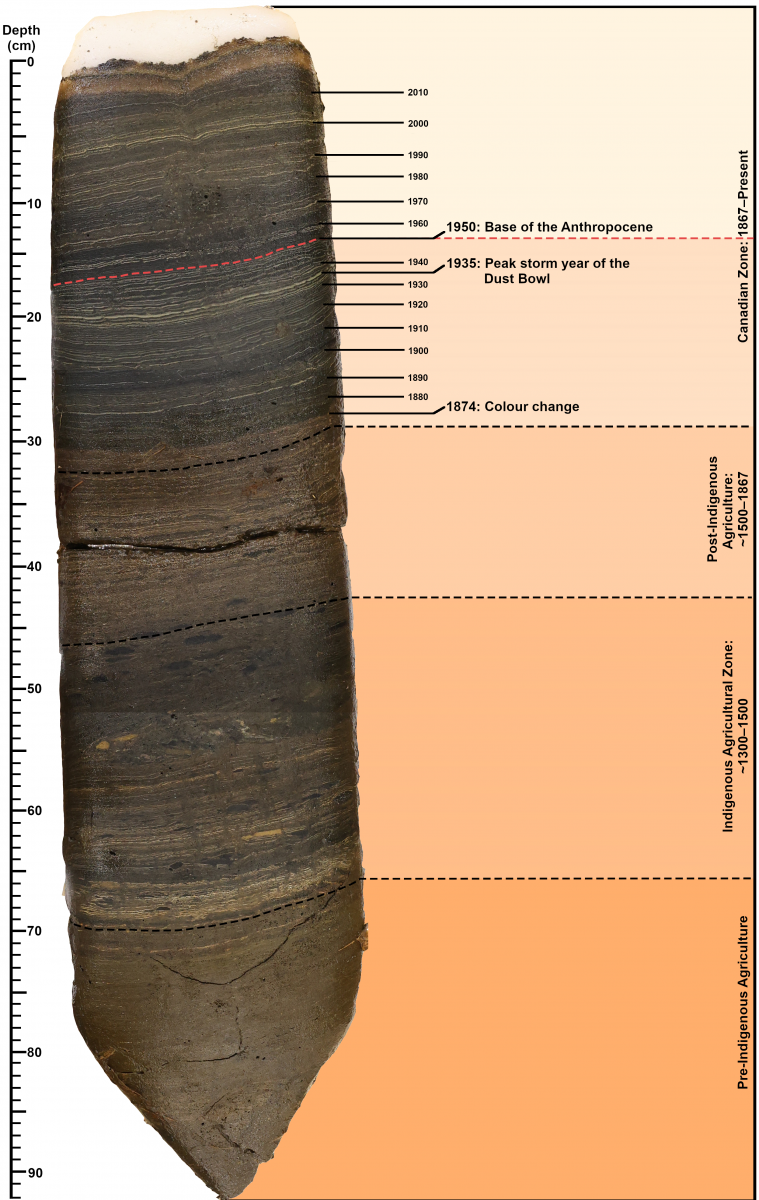 Depth
(cm)
0
10
20
30
40
50
60
70
80
90
2010
2000
1990
1980
1970
1960
1950: Base of the Anthropocene
1940
1935: Peak storm year of the
Dust Bowl
1930
1920
1910
1900
1890
1880
1874: Colour change
Canadian Zone: 1867–Present
Post-Indigenous
Agriculture:
~1500–1867
Indigenous Agricultural Zone:
~1300–1500
Pre-Indigenous Agriculture